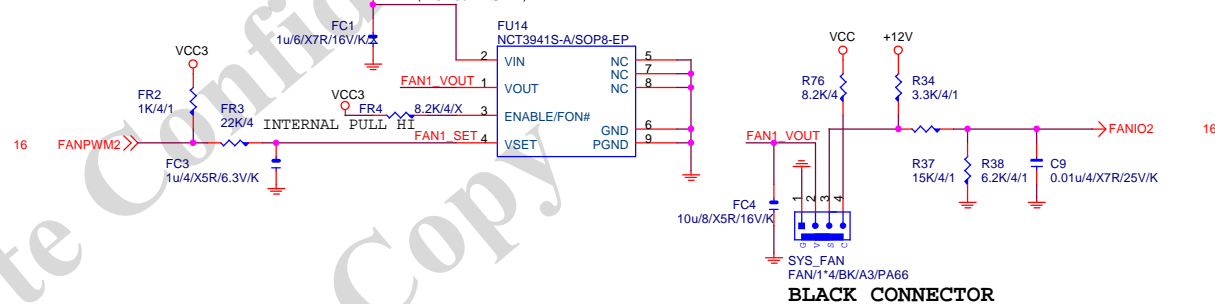 FC1
1u/6/X7R/16V/K
FU14
NCT3941S-A/SOP8-EP
2
VIN
1
VOUT
3
ENABLE/FON#
4
VSET
NC
5
NC
7
NC
8
GND
6
PGND
9
FAN1_VOUT
VCC3
FR4
8.2K/4/X
INTERNAL PULL HI
FAN1_SET
VCC3
FR2
1K/4/1
FR3
22K/4
16
FANPWM2
FC3
1u/4/X5R/6.3V/K
VCC
+12V
R76
8.2K/4
R34
3.3K/4/1
FAN1_VOUT
FANIO2
16
R37
15K/4/1
R38
6.2K/4/1
C9
0.01u/4/X7R/25V/K
FC4
10u/8/X5R/16V/K
1
2
3
4
G
V
S
C
SYS_FAN
FAN/1*4/BK/A3/PA66
BLACK CONNECTOR
Copy